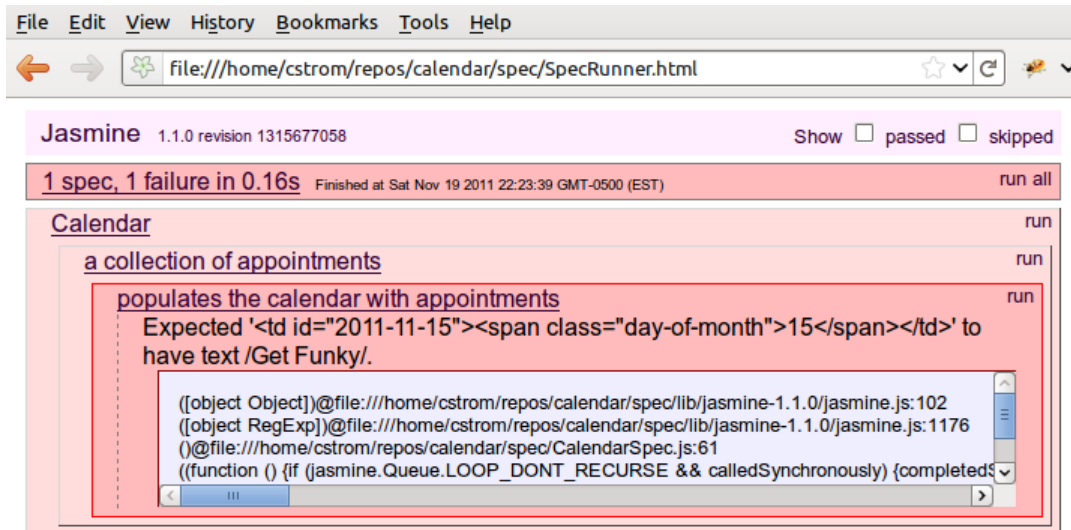 File Edit View History Bookmarks Tools Help
file:///home/cstrom/repos/calendar/spec/SpecRunner.html
Jasmine 1.1.0 revision 1315677058 Show passed skipped
1 spec, 1 failure in 0.16s Finished at Sat Nov 19 2011 22:23:39 GMT-0500 (EST) run all
Calendar run
a collection of appointments run
populates the calendar with appointments run
Expected '<td id="2011-11-15"><span class="day-of-month">15</span></td>' to
have text /Get Funky/.
([object Object])@file:///home/cstrom/repos/calendar/spec/lib/jasmine-1.1.0/jasmine.js:102
([object RegExp])@file:///home/cstrom/repos/calendar/spec/lib/jasmine-1.1.0/jasmine.js:1176
()@file:///home/cstrom/repos/calendar/spec/CalendarSpec.js:61
((function () {if (jasmine.Queue.LOOP_DONT_RECURSE && calledSynchronously) {completed